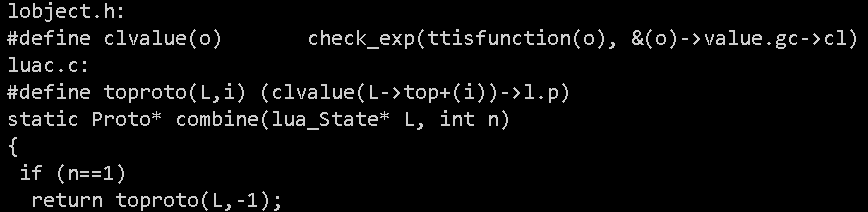 lobject.h:
#define clvalue(o)       check_exp(ttisfunction(o), &(o)->value.gc->cl)
luac.c:
#define toproto(L,i) (clvalue(L->top+(i))->l.p)
static Proto* combine(lua_State* L, int n)
{
 if (n==1)
  return toproto(L,-1);